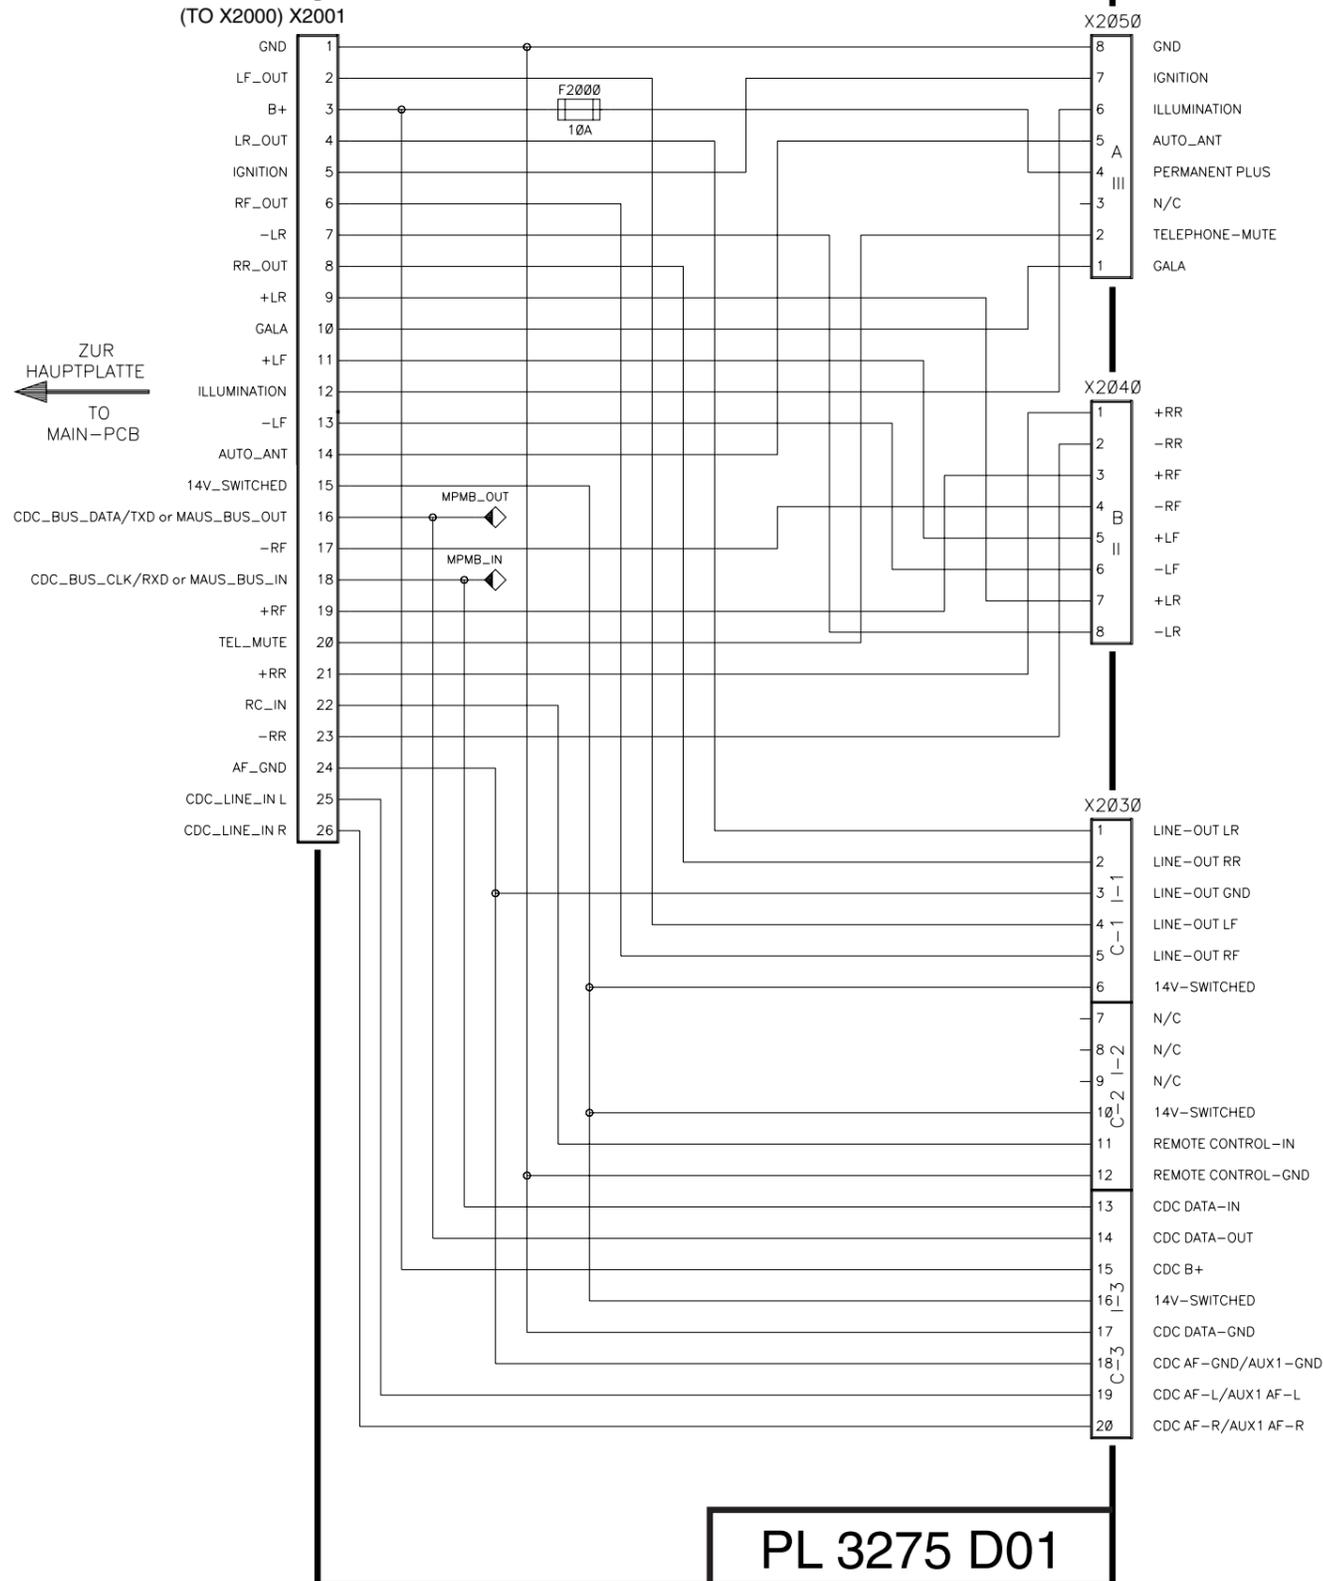 (TO X2000) X2001
GND 1
LF_OUT 2
B+ 3
LR_OUT 4
IGNITION 5
RF_OUT 6
-LR 7
RR_OUT 8
+LR 9
GALA 10
+LF 11
ILLUMINATION 12
-LF 13
AUTO_ANT 14
14V_SWITCHED 15
CDC_BUS_DATA/TXD or MAUS_BUS_OUT 16
-RF 17
CDC_BUS_CLK/RXD or MAUS_BUS_IN 18
+RF 19
TEL_MUTE 20
+RR 21
RC_IN 22
-RR 23
AF_GND 24
CDC_LINE_IN L 25
CDC_LINE_IN R 26
ZUR
HAUPTPLATTE
TO
MAIN-PCB
F2000
10A
MPMB_OUT
MPMB_IN
X2050
8 GND
7 IGNITION
6 ILLUMINATION
5 AUTO_ANT
4 PERMANENT PLUS
3 N/C
2 TELEPHONE-MUTE
1 GALA
A
III
X2040
1 +RR
2 -RR
3 +RF
4 -RF
5 +LF
6 -LF
7 +LR
8 -LR
B
II
X2030
1 LINE-OUT LR
2 LINE-OUT RR
3 LINE-OUT GND
4 LINE-OUT LF
5 LINE-OUT RF
6 14V-SWITCHED
C-1 I-1
7 N/C
8 N/C
9 N/C
10 14V-SWITCHED
11 REMOTE CONTROL-IN
12 REMOTE CONTROL-GND
C-2 I-2
13 CDC DATA-IN
14 CDC DATA-OUT
15 CDC B+
16 14V-SWITCHED
17 CDC DATA-GND
18 CDC AF-GND/AUX1-GND
19 CDC AF-L/AUX1 AF-L
20 CDC AF-R/AUX1 AF-R
C-3 I-3
PL 3275 D01